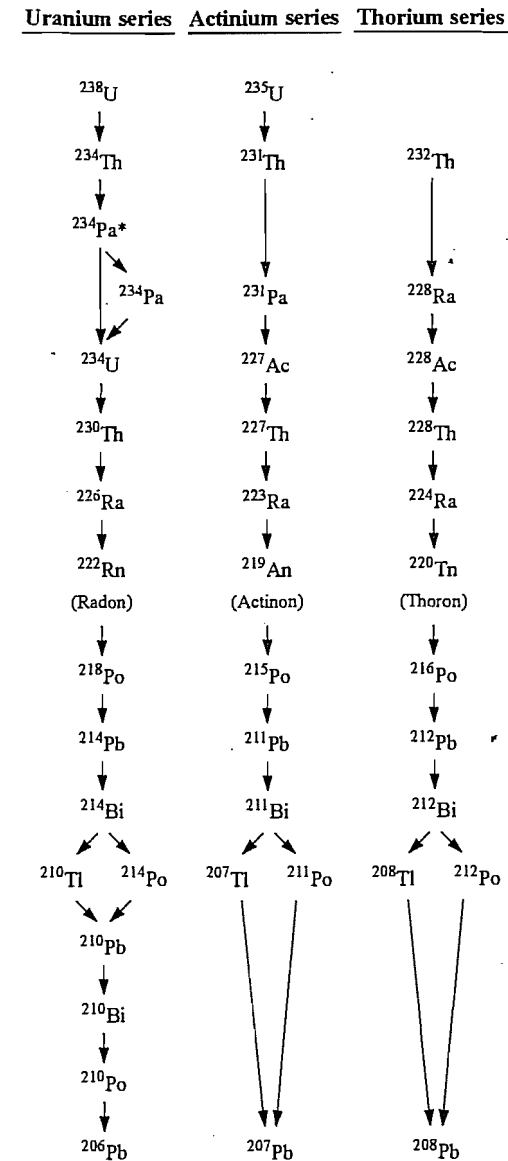 Uranium series Actinium series Thorium series
²³⁸U ²³⁵U
²³⁴Th ²³¹Th ²³²Th
²³⁴Pa*
²³⁴Pa ²³¹Pa ²²⁸Ra
²³⁴U ²²⁷Ac ²²⁸Ac
²³⁰Th ²²⁷Th ²²⁸Th
²²⁶Ra ²²³Ra ²²⁴Ra
²²²Rn ²¹⁹An ²²⁰Tn
(Radon) (Actinon) (Thoron)
²¹⁸Po ²¹⁵Po ²¹⁶Po
²¹⁴Pb ²¹¹Pb ²¹²Pb
²¹⁴Bi ²¹¹Bi ²¹²Bi
²¹⁰Tl ²¹⁴Po ²⁰⁷Tl ²¹¹Po ²⁰⁸Tl ²¹²Po
²¹⁰Pb
²¹⁰Bi
²¹⁰Po
²⁰⁶Pb ²⁰⁷Pb ²⁰⁸Pb